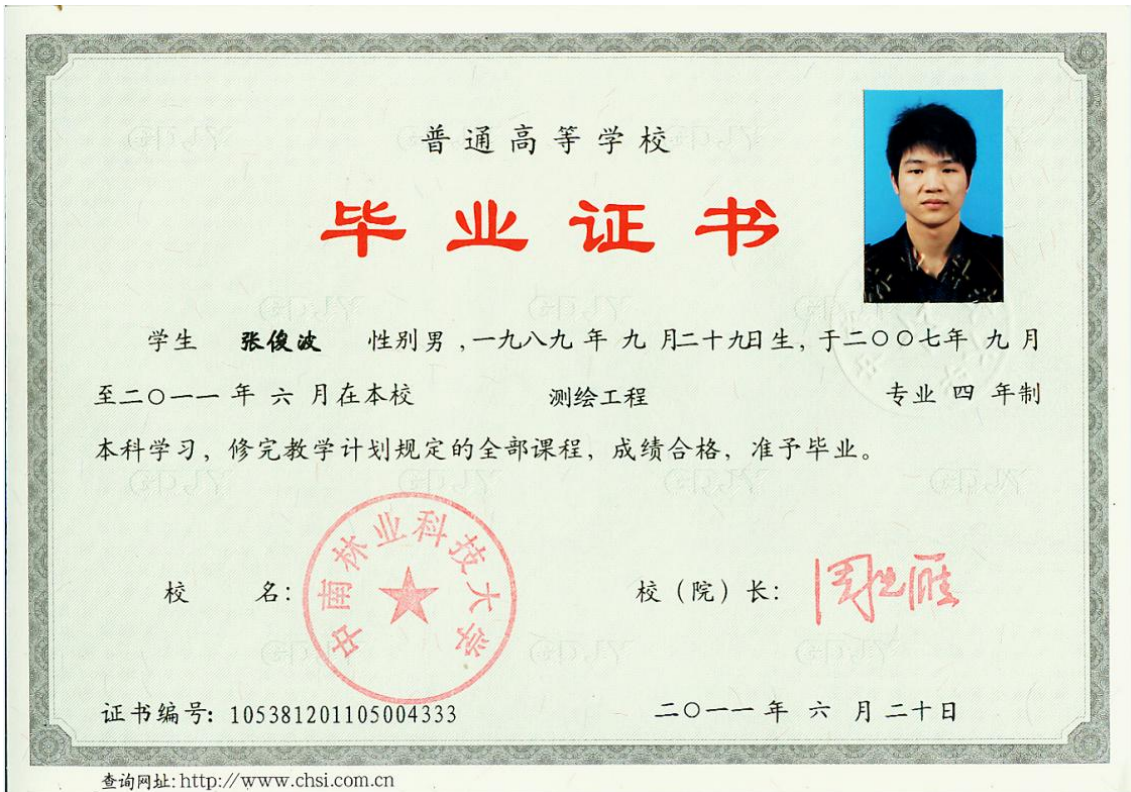 普通高等学校
毕业证书
学生 张俊波 性别男,一九八九年九月二十九日生,于二〇〇七年九月
至二〇一一年六月在本校 测绘工程 专业四年制
本科学习,修完教学计划规定的全部课程,成绩合格,准予毕业。
中南林业科技大学
校 名: 校(院)长:
证书编号: 105381201105004333 二〇一一年六月二十日
查询网址: http://www.chsi.com.cn